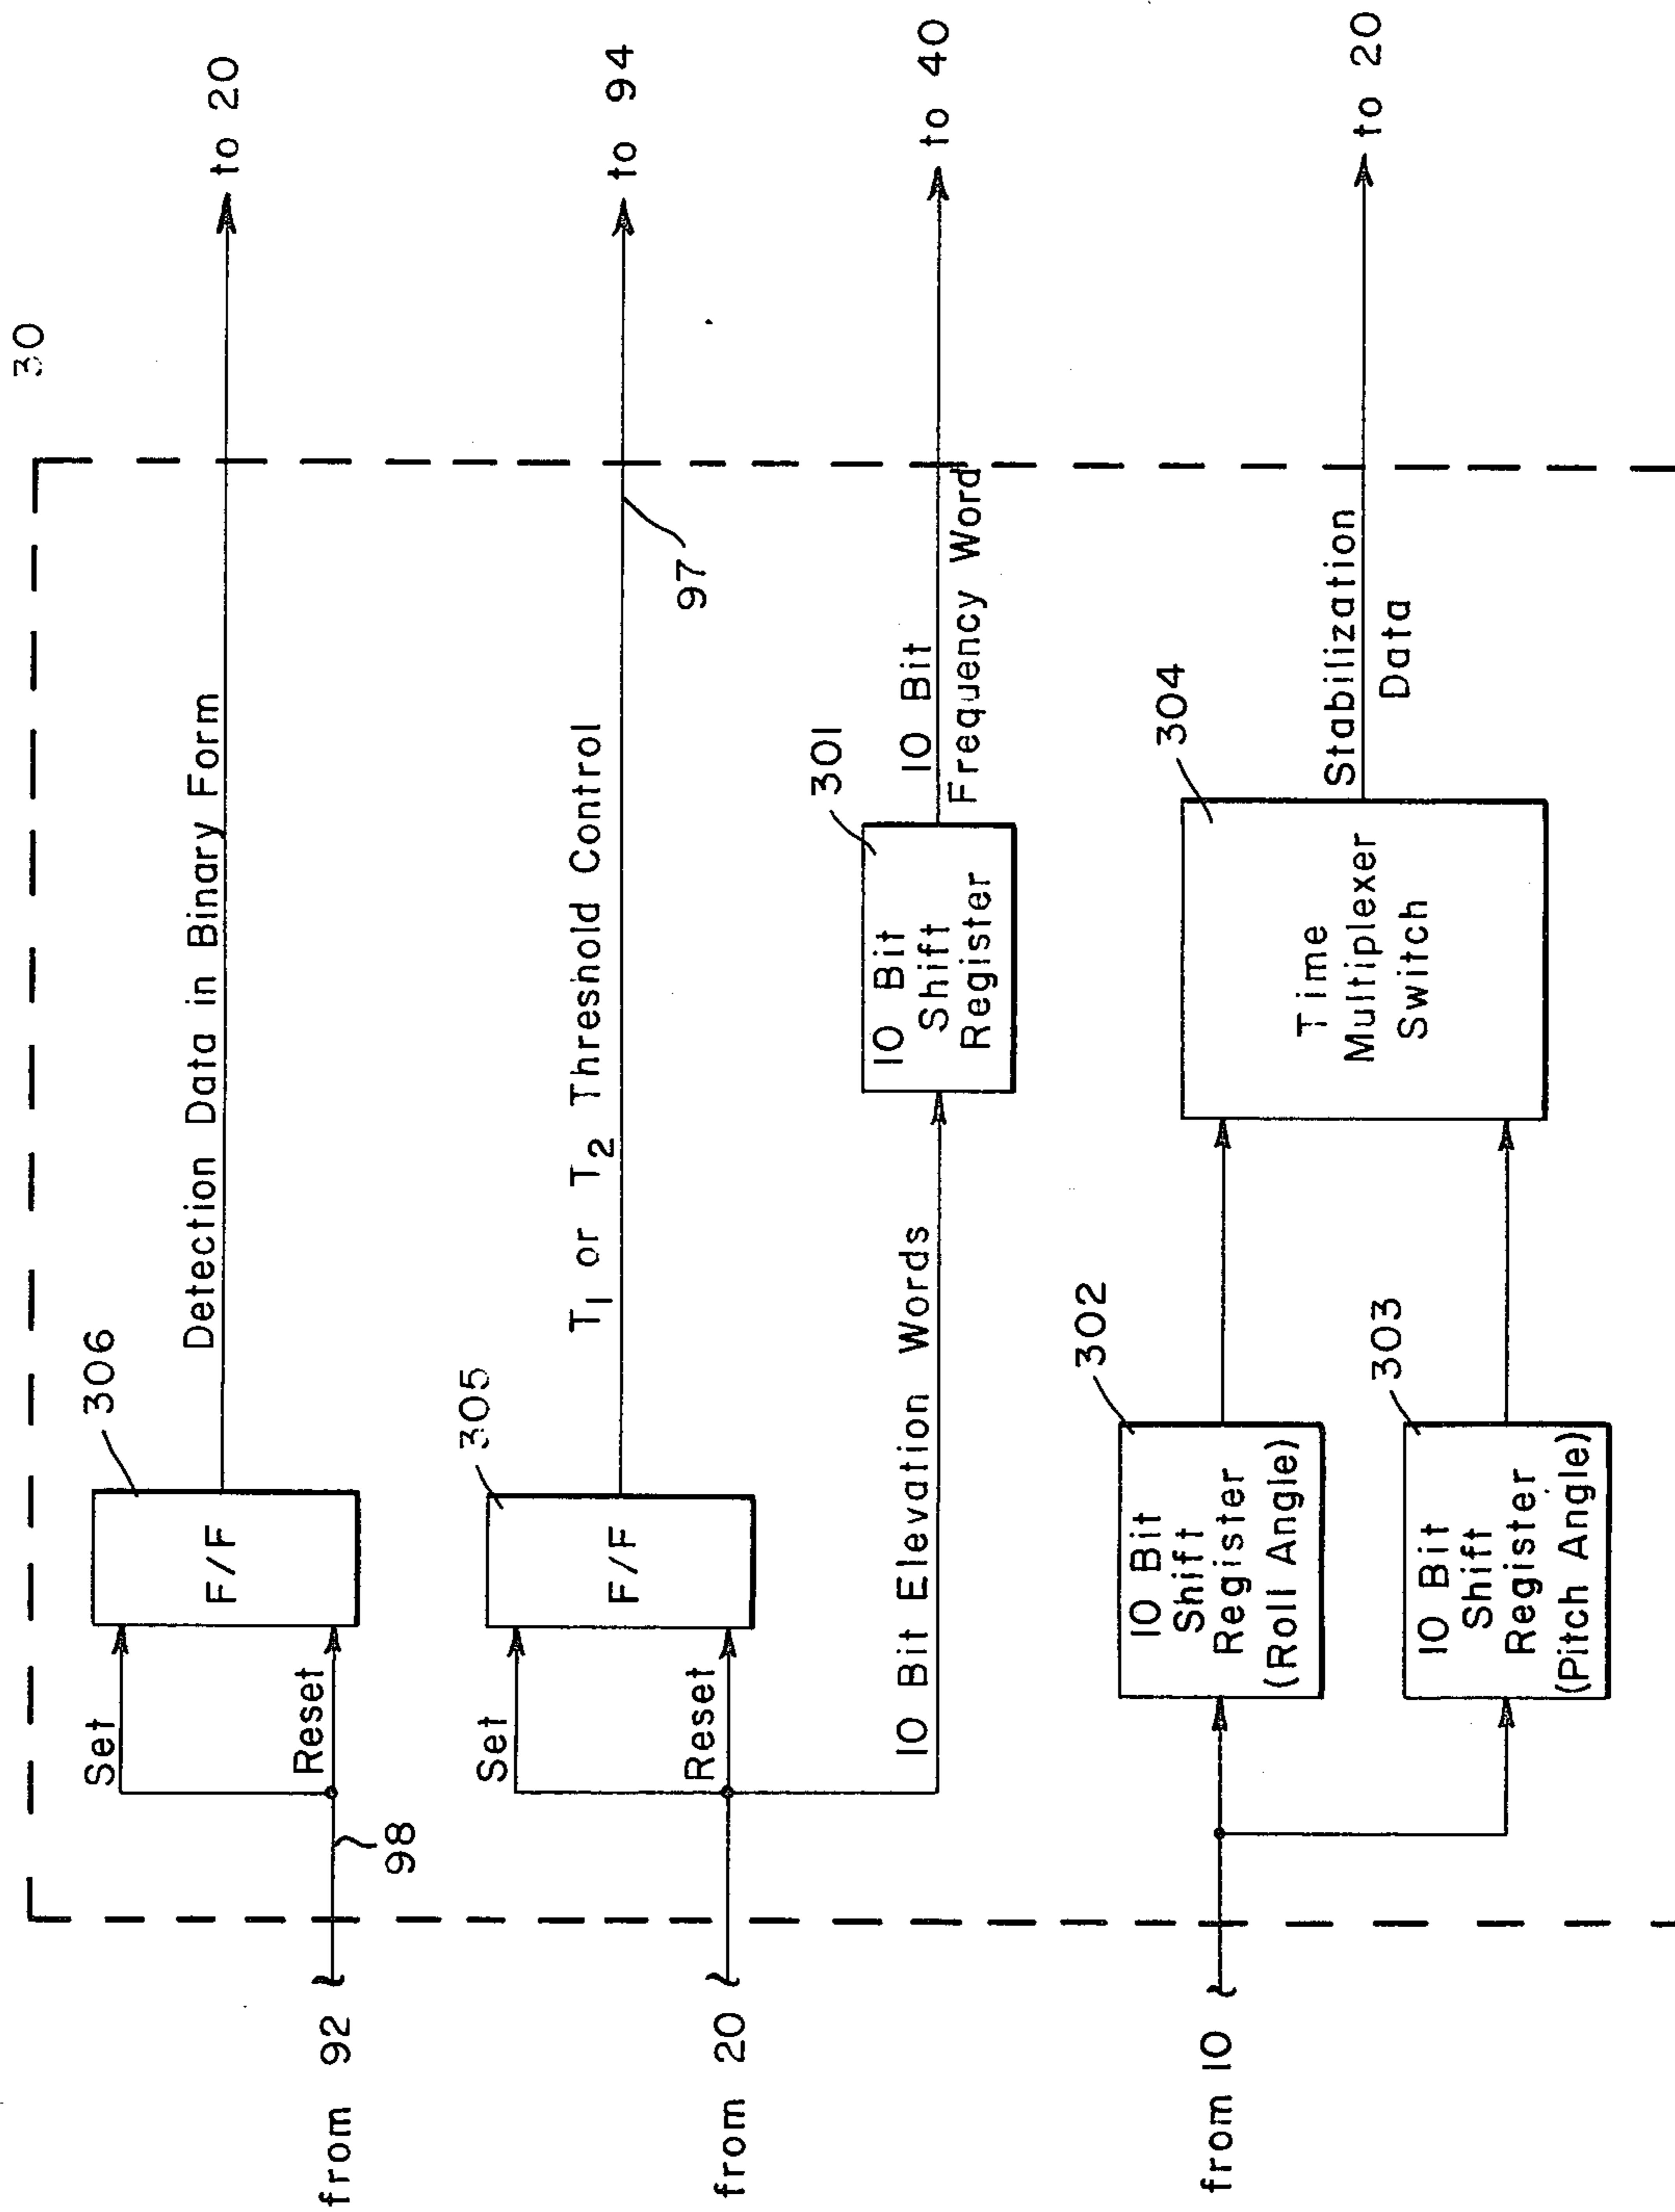 30
306
Set
F/F
Detection Data in Binary Form
to 20
Reset
98
from 92
305
Set
F/F
T1 or T2 Threshold Control
to 94
97
Reset
from 20
10 Bit Elevation Words
301
10 Bit
Shift
Register
10 Bit
Frequency Word
to 40
302
10 Bit
Shift
Register
(Roll Angle)
from 10
303
10 Bit
Shift
Register
(Pitch Angle)
304
Time
Multiplexer
Switch
Stabilization
Data
to 20